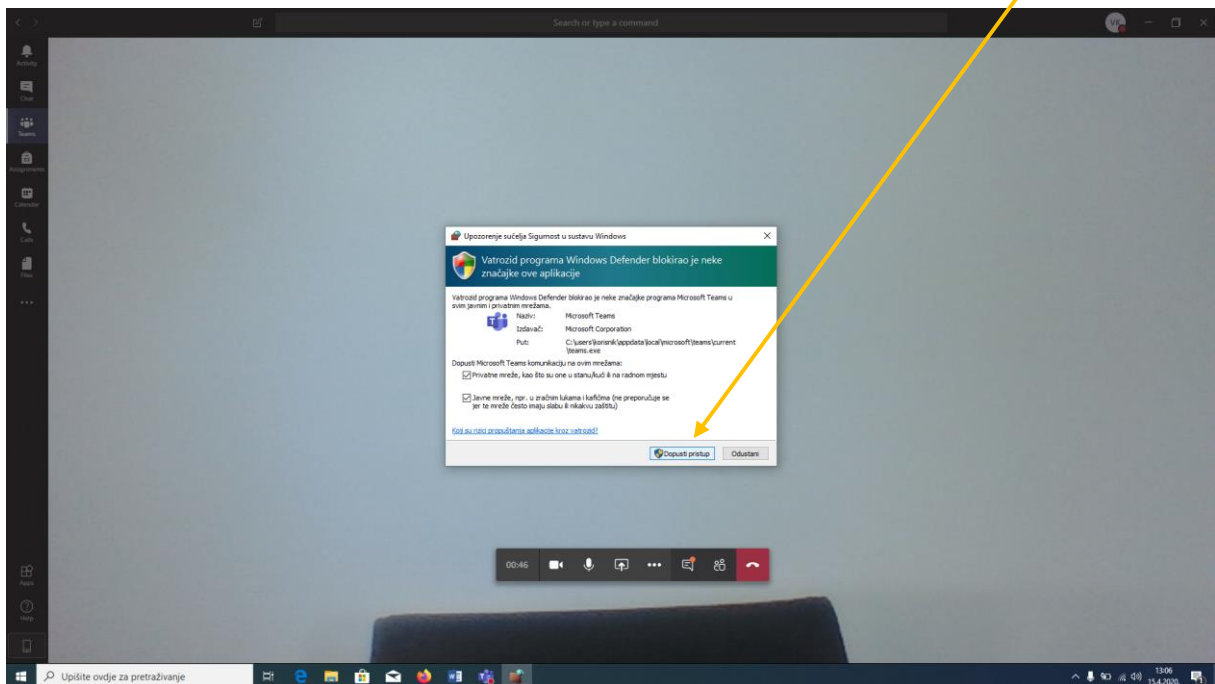 Search or type a command
VK
Activity
Chat
Teams
Assignments
Calendar
Calls
Files
Upozorenje sučelja Sigurnost u sustavu Windows
Vatrozid programa Windows Defender blokirao je neke
značajke ove aplikacije
Vatrozid programa Windows Defender blokirao je neke značajke programa Microsoft Teams u
svim javnim i privatnim mrežama.
Naziv: Microsoft Teams
Izdavač: Microsoft Corporation
Put: C:\users\korisnik\appdata\local\microsoft\teams\current
\teams.exe
Dopusti Microsoft Teams komunikaciju na ovim mrežama:
Privatne mreže, kao što su one u stanu/kući ili na radnom mjestu
Javne mreže, npr. u zračnim lukama i kafićima (ne preporučuje se
jer te mreže često imaju slabu ili nikakvu zaštitu)
Koji su rizici propuštanja aplikacije kroz vatrozid?
Dopusti pristup Odustani
00:46
Apps
Help
Upišite ovdje za pretraživanje
13:06
15.4.2020.